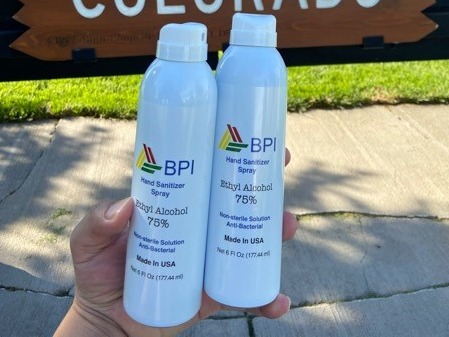 COLORADO
BPI
Hand Sanitizer
Spray
Ethyl Alcohol
75%
Non-sterile Solution
Anti-Bacterial
Made In USA
Net 6 Fl Oz (177.44 ml)
BPI
Hand Sanitizer
Spray
Ethyl Alcohol
75%
Non-sterile Solution
Anti-Bacterial
Made In USA
Net 6 Fl Oz (177.44 ml)